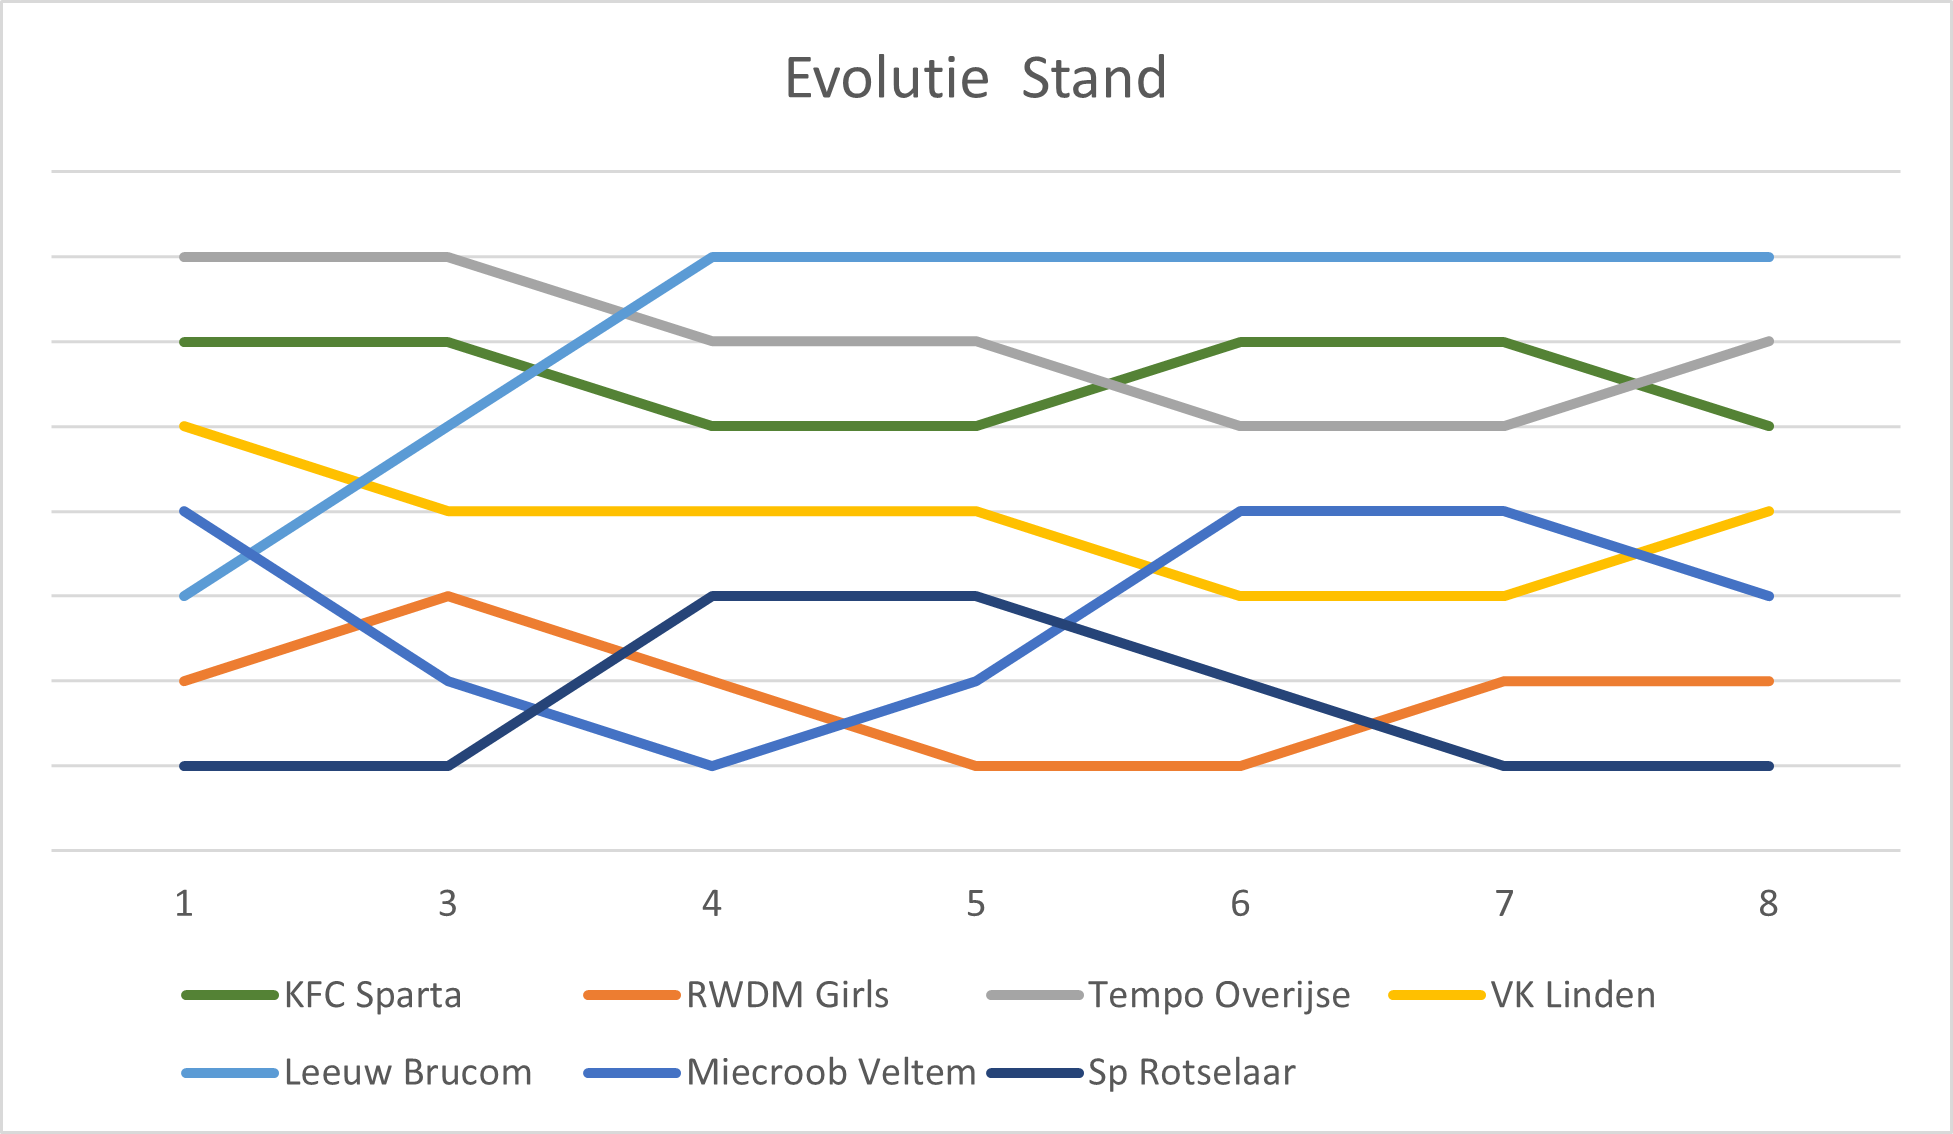 Evolutie  Stand
1 3 4 5 6 7 8
KFC Sparta RWDM Girls Tempo Overijse VK Linden
Leeuw Brucom Miecroob Veltem Sp Rotselaar